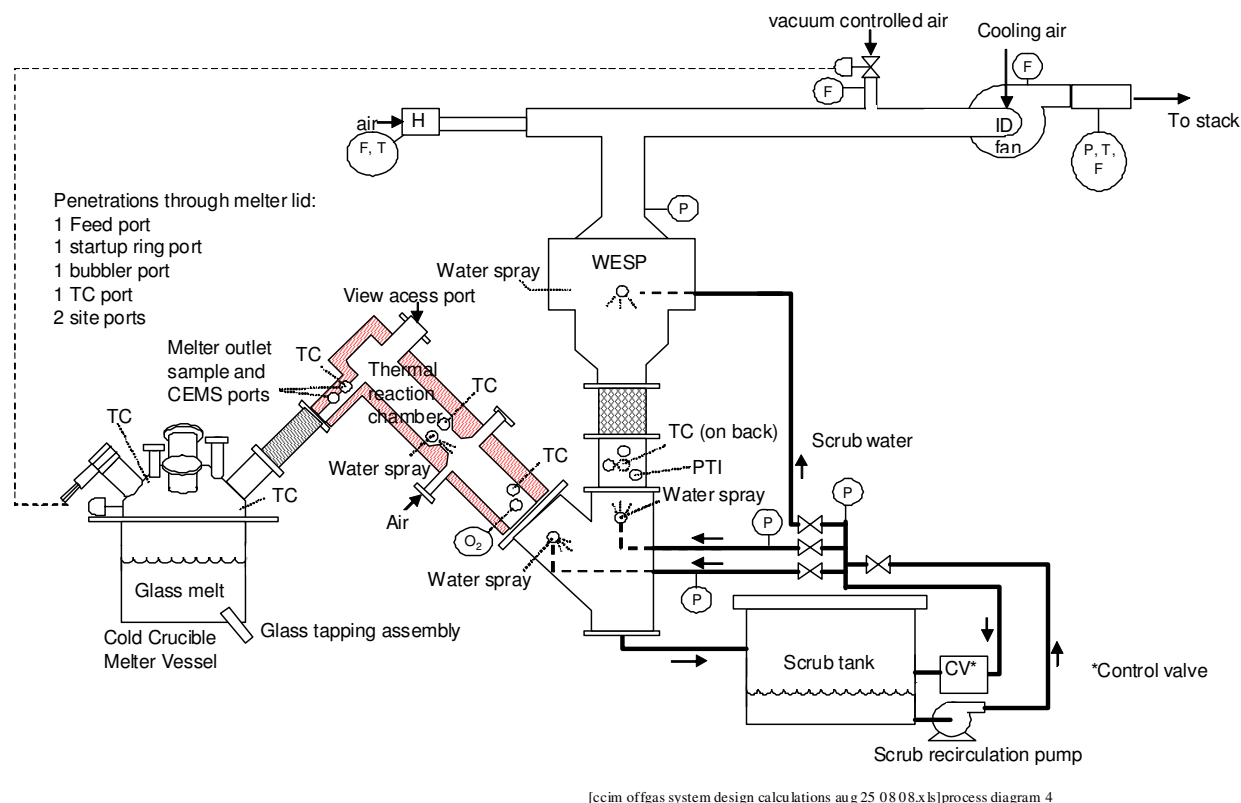 vacuum controlled air
Cooling air
F
F
air
H
F, T
ID
fan
To stack
P, T,
F
Penetrations through melter lid:
1 Feed port
1 startup ring port
1 bubbler port
1 TC port
2 site ports
P
WESP
Water spray
View acess port
Melter outlet
sample and
CEMS ports
TC
Thermal
reaction
chamber
TC
TC
TC (on back)
Scrub water
Water spray
TC
PTI
TC
Water spray
P
P
Air
O2
Water spray
P
Glass melt
Glass tapping assembly
Cold Crucible
Melter Vessel
Scrub tank
CV*
*Control valve
Scrub recirculation pump
[ccim offgas system design calculations aug 25 08 08.xls]process diagram 4